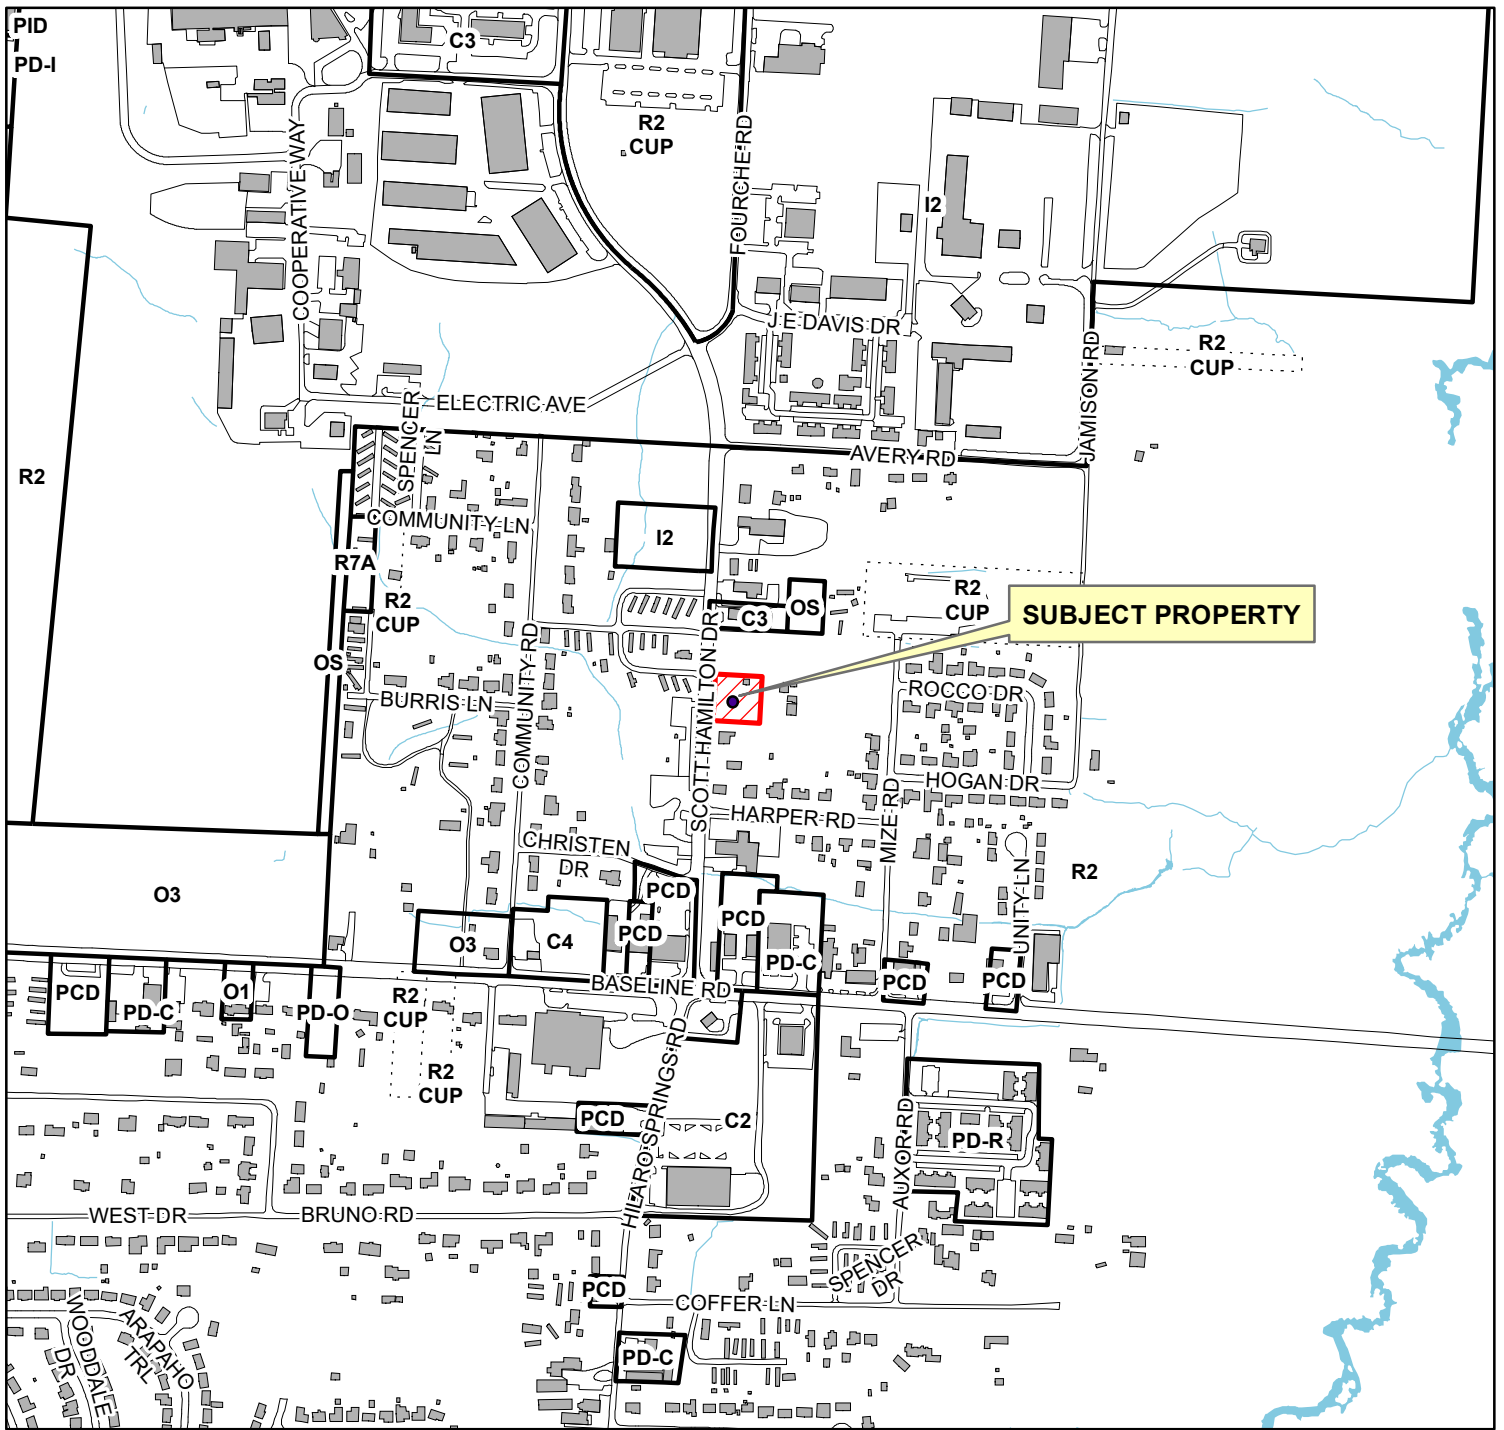 PID
PD-I
C3
R2
CUP
COOPERATIVE WAY
FOURCHE RD
I2
J E DAVIS DR
R2
CUP
JAMISON RD
ELECTRIC AVE
SPENCER
LN
AVERY RD
R2
COMMUNITY LN
I2
R7A
R2
CUP
R2
CUP
OS
C3
SUBJECT PROPERTY
OS
COMMUNITY RD
SCOTT HAMILTON DR
BURRIS LN
ROCCO DR
HOGAN DR
HARPER RD
MIZE RD
CHRISTEN
DR
R2
UNITY LN
O3
PCD
PCD
PCD
O3
C4
PD-C
BASELINE RD
PCD
PCD
PCD
PD-C
O1
PD-O
R2
CUP
R2
CUP
HILARO SPRINGS RD
PCD
C2
AUXOR RD
PD-R
WEST DR
BRUNO RD
SPENCER
DR
PCD
COFFER LN
WOODDALE
DR
ARAPAHO
TRL
PD-C